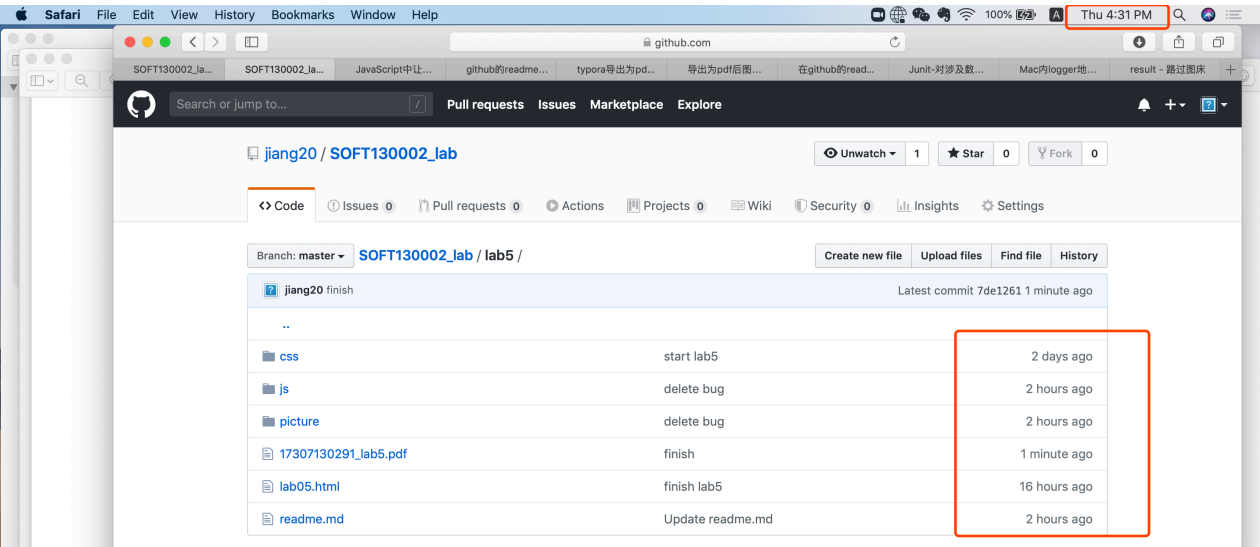 Safari File Edit View History Bookmarks Window Help 100% A Thu 4:31 PM
github.com
SOFT130002_la... SOFT130002_la... JavaScript中让... github的readme... typora导出为pd... 导出为pdf后图... 在github的read... Junit-对涉及数... Mac内logger地... result - 路过图床
Search or jump to... / Pull requests Issues Marketplace Explore
jiang20 / SOFT130002_lab Unwatch 1 Star 0 Fork 0
Code Issues 0 Pull requests 0 Actions Projects 0 Wiki Security 0 Insights Settings
Branch: master SOFT130002_lab / lab5 / Create new file Upload files Find file History
jiang20 finish Latest commit 7de1261 1 minute ago
..
css start lab5 2 days ago
js delete bug 2 hours ago
picture delete bug 2 hours ago
17307130291_lab5.pdf finish 1 minute ago
lab05.html finish lab5 16 hours ago
readme.md Update readme.md 2 hours ago